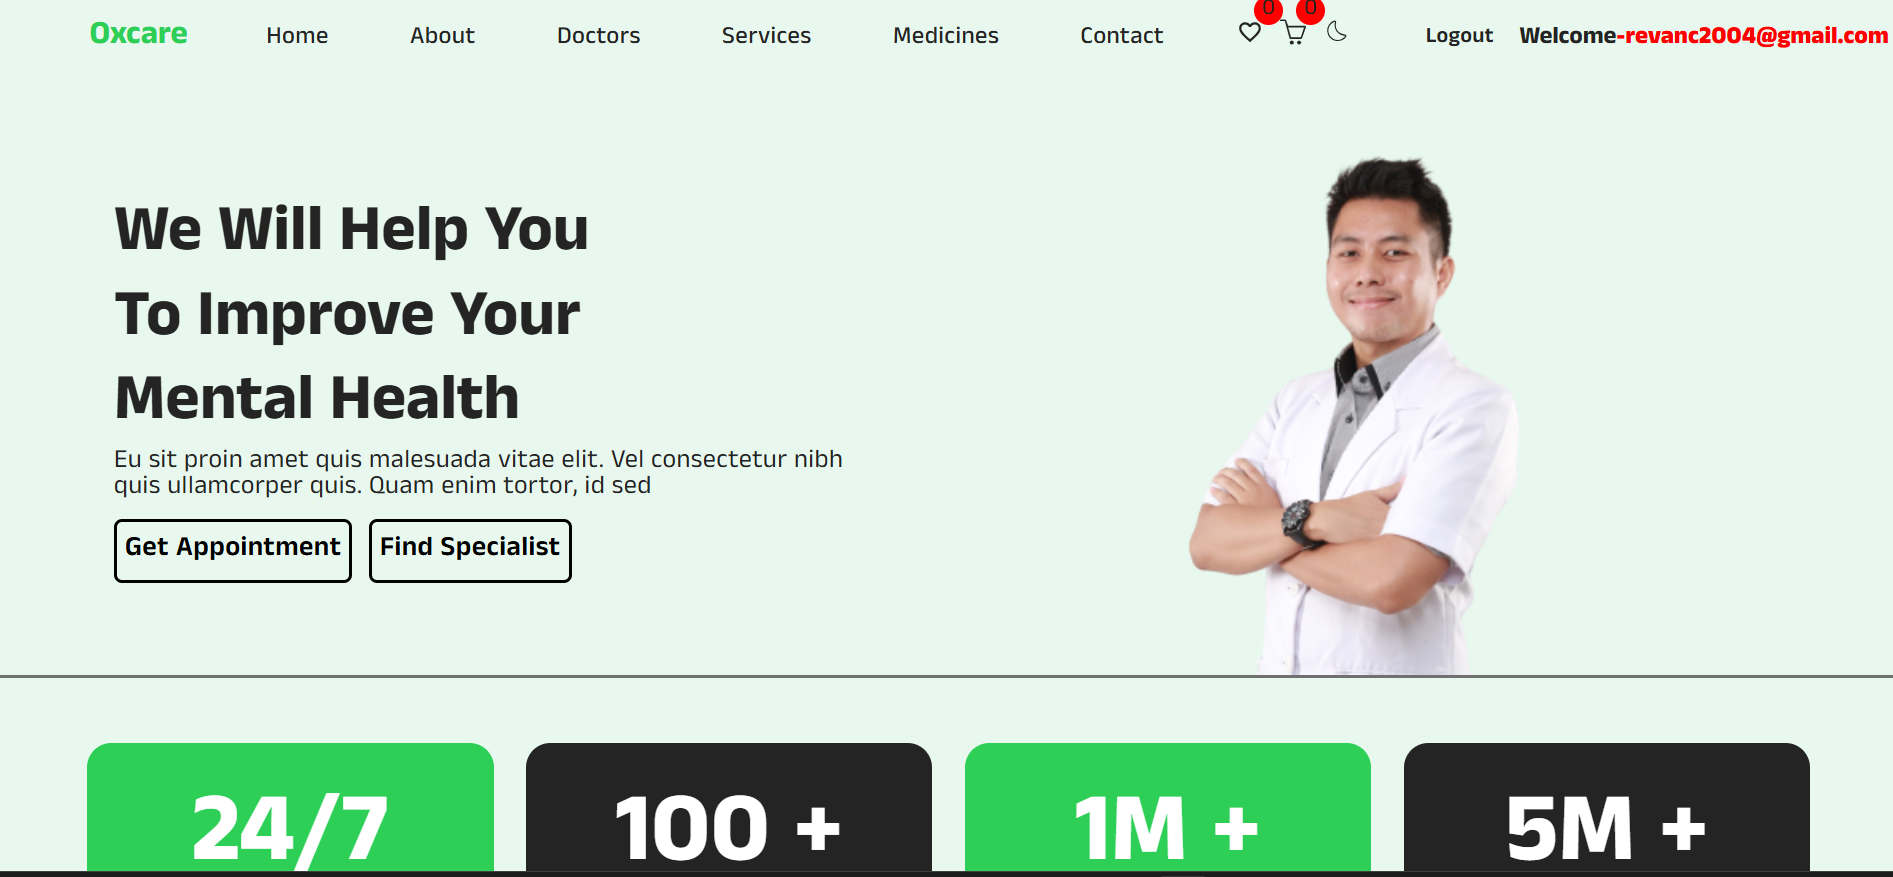 Oxcare Home About Doctors Services Medicines Contact 0 0 Logout Welcome-revanc2004@gmail.com
We Will Help You
To Improve Your
Mental Health
Eu sit proin amet quis malesuada vitae elit. Vel consectetur nibh
quis ullamcorper quis. Quam enim tortor, id sed
Get Appointment Find Specialist
24/7 100 + 1M + 5M +